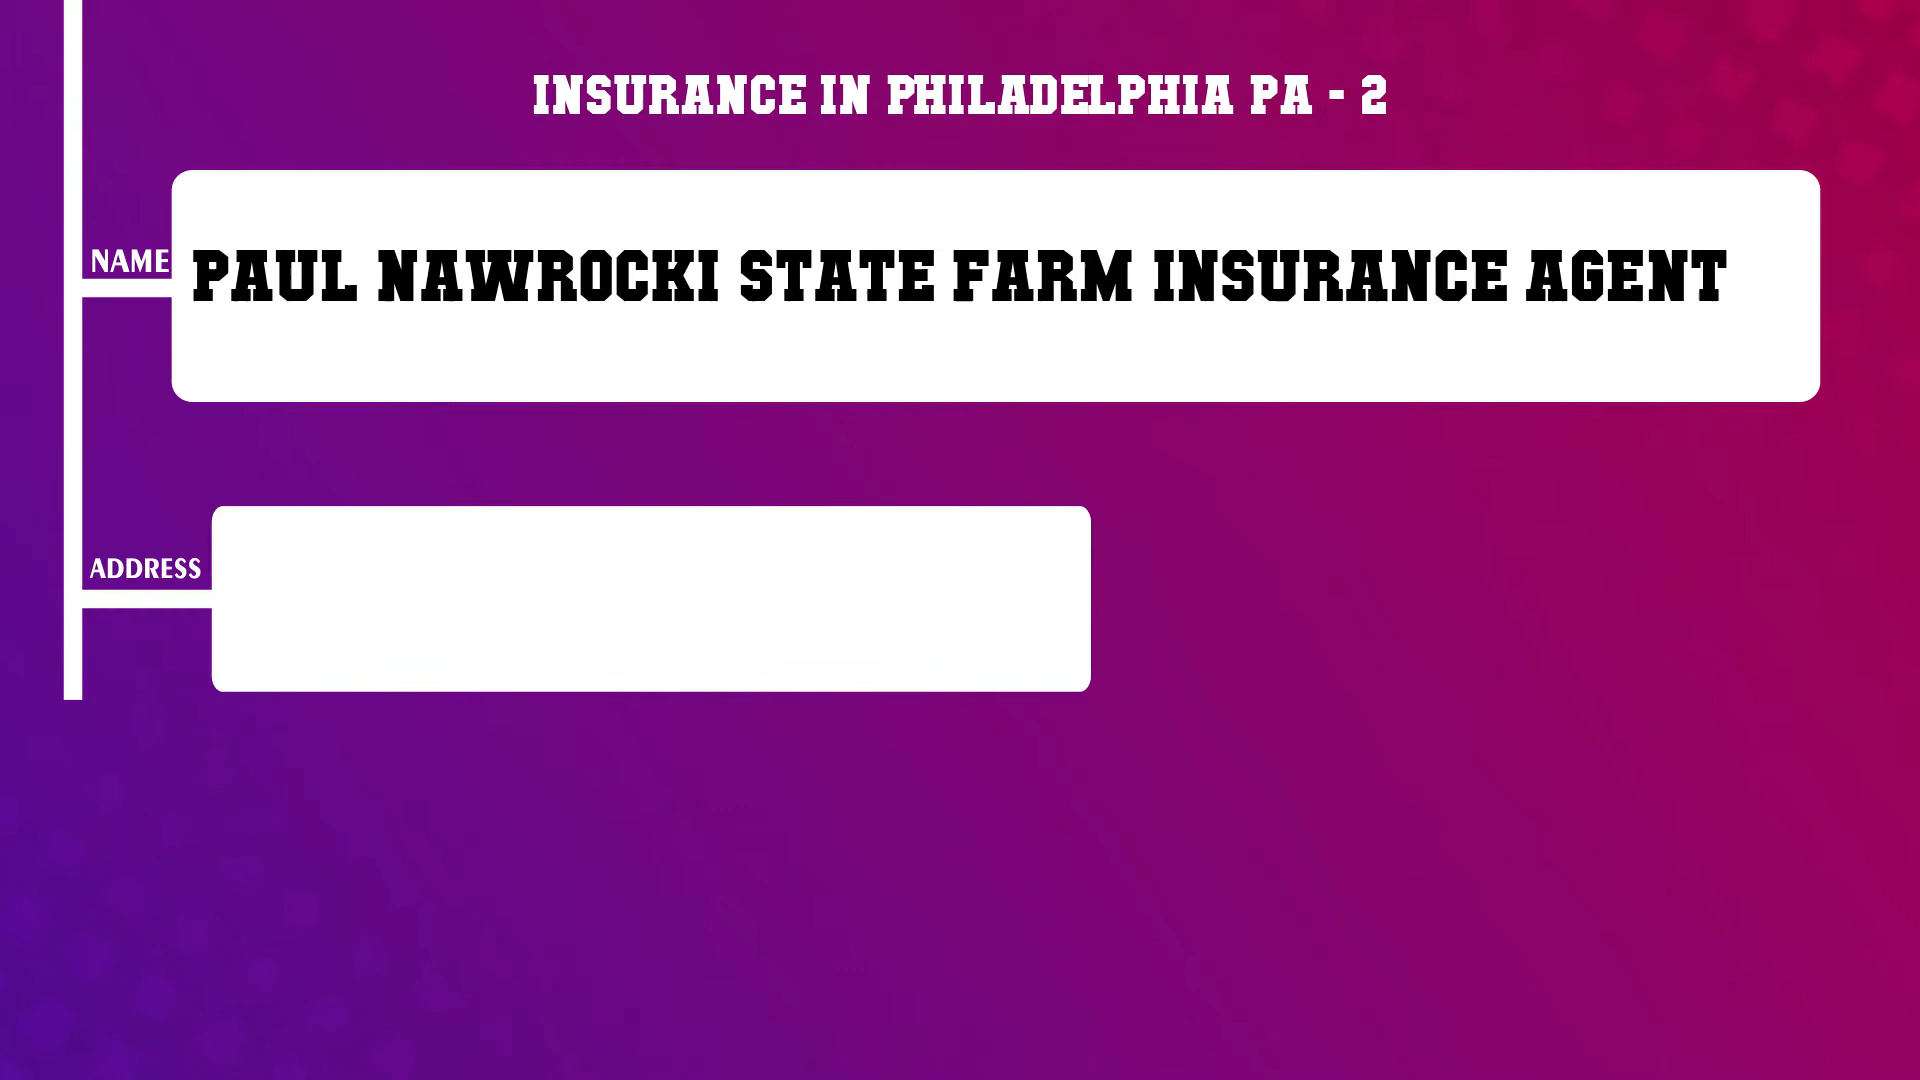 INSURANCE IN PHILADELPHIA PA - 2
NAME
PAUL NAWROCKI STATE FARM INSURANCE AGENT
ADDRESS